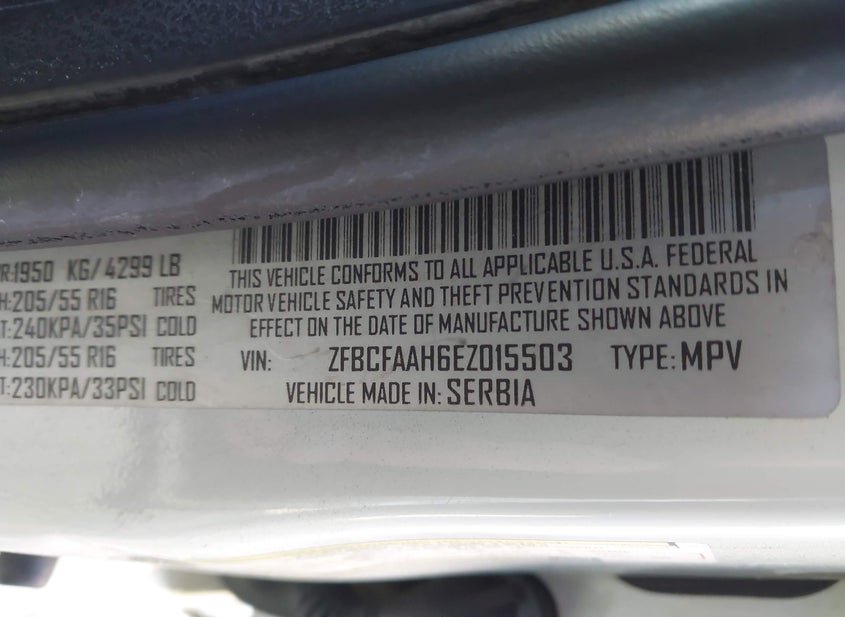 R:1950 KG/4299 LB
H:205/55 R16 TIRES
T:240KPA/35PSI COLD
H:205/55 R16 TIRES
T:230KPA/33PSI COLD
THIS VEHICLE CONFORMS TO ALL APPLICABLE U.S.A. FEDERAL
MOTOR VEHICLE SAFETY AND THEFT PREVENTION STANDARDS IN
EFFECT ON THE DATE OF MANUFACTURE SHOWN ABOVE
VIN: ZFBCFAAH6EZ015503 TYPE: MPV
VEHICLE MADE IN: SERBIA